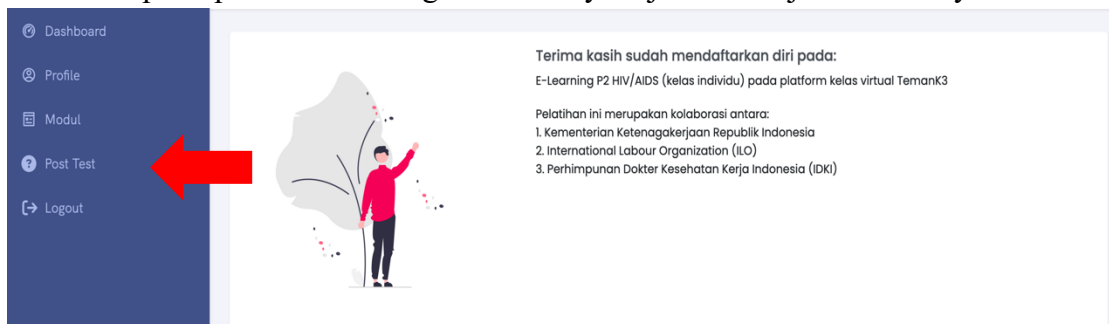 Dashboard
Profile
Modul
Post Test
Logout
Terima kasih sudah mendaftarkan diri pada:
E-Learning P2 HIV/AIDS (kelas individu) pada platform kelas virtual TemanK3
Pelatihan ini merupakan kolaborasi antara:
1. Kementerian Ketenagakerjaan Republik Indonesia
2. International Labour Organization (ILO)
3. Perhimpunan Dokter Kesehatan Kerja Indonesia (IDKI)